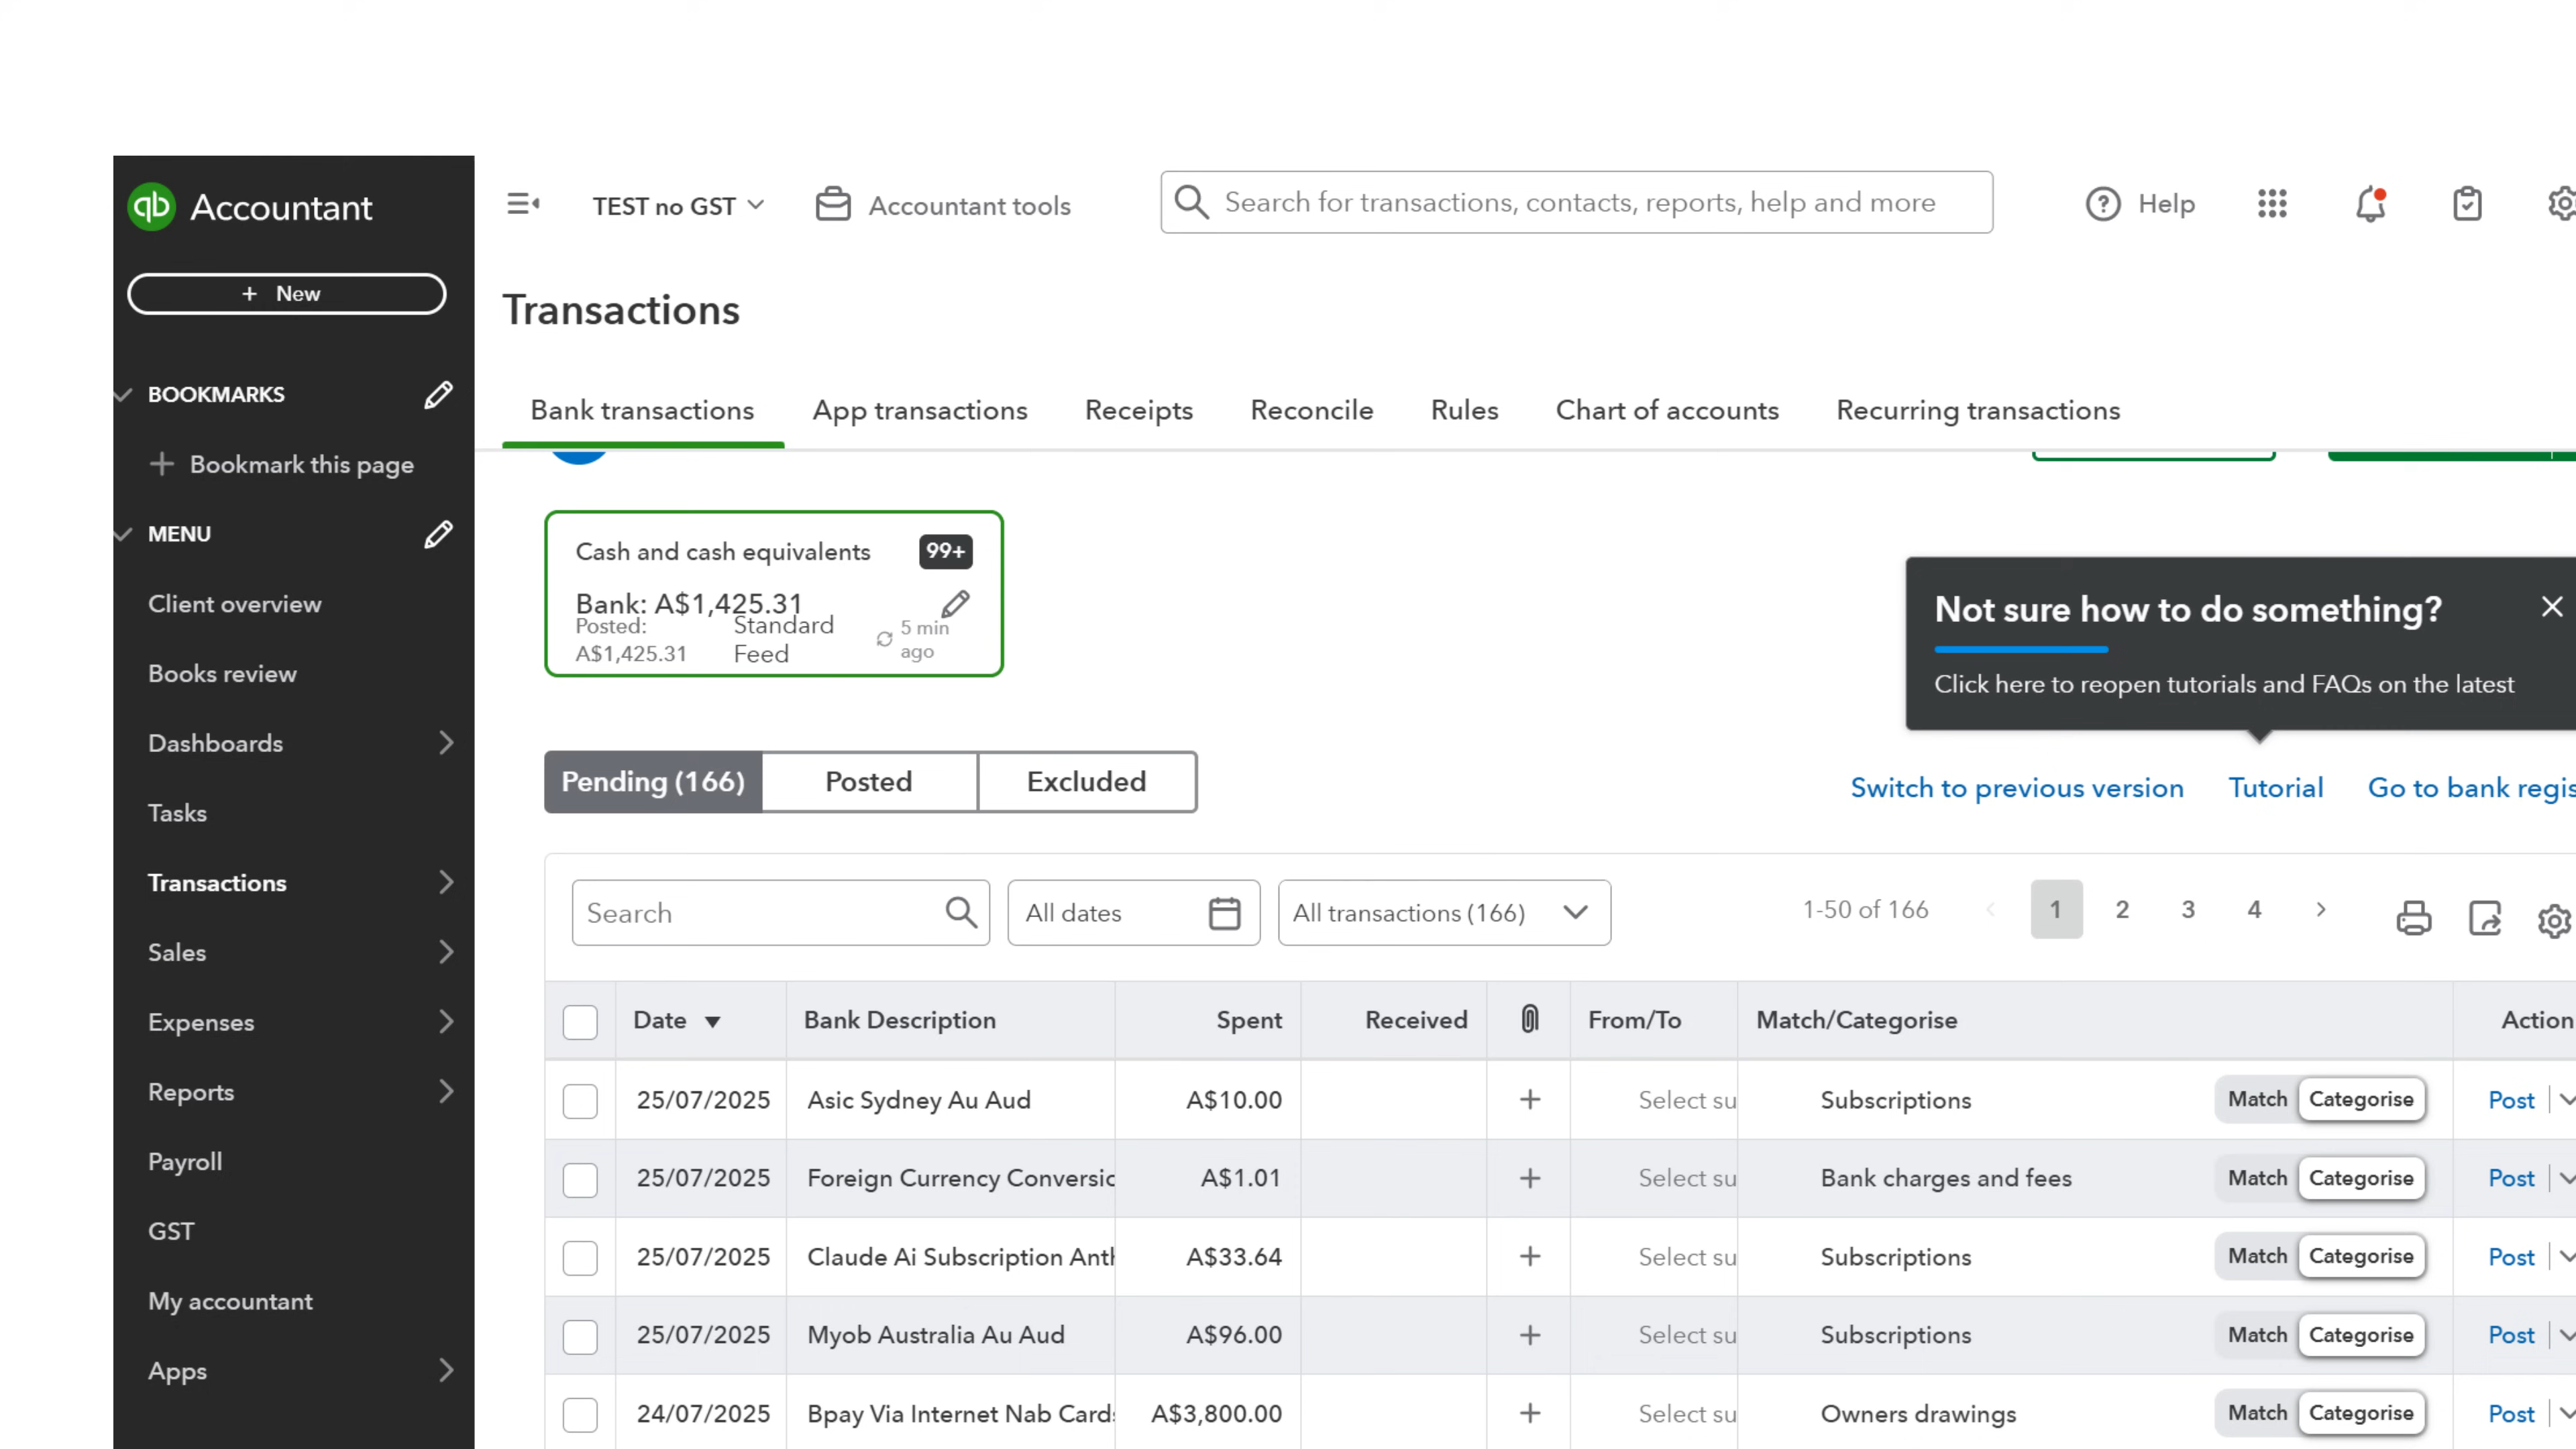 qb Accountant
TEST no GST
Accountant tools
Search for transactions, contacts, reports, help and more
Help
+ New
Transactions
BOOKMARKS
Bookmark this page
MENU
Client overview
Books review
Dashboards
Tasks
Transactions
Sales
Expenses
Reports
Payroll
GST
My accountant
Apps
Bank transactions
App transactions
Receipts
Reconcile
Rules
Chart of accounts
Recurring transactions
Cash and cash equivalents 99+
Bank: A$1,425.31
Posted:
A$1,425.31
Standard
Feed
5 min
ago
Not sure how to do something?
Click here to reopen tutorials and FAQs on the latest
Pending (166) Posted Excluded
Switch to previous version Tutorial Go to bank regis
Search All dates All transactions (166) 1-50 of 166 1 2 3 4
Date Bank Description Spent Received From/To Match/Categorise Action
25/07/2025 Asic Sydney Au Aud A$10.00 + Select su Subscriptions Match Categorise Post
25/07/2025 Foreign Currency Conversio A$1.01 + Select su Bank charges and fees Match Categorise Post
25/07/2025 Claude Ai Subscription Anth A$33.64 + Select su Subscriptions Match Categorise Post
25/07/2025 Myob Australia Au Aud A$96.00 + Select su Subscriptions Match Categorise Post
24/07/2025 Bpay Via Internet Nab Cards A$3,800.00 + Select su Owners drawings Match Categorise Post